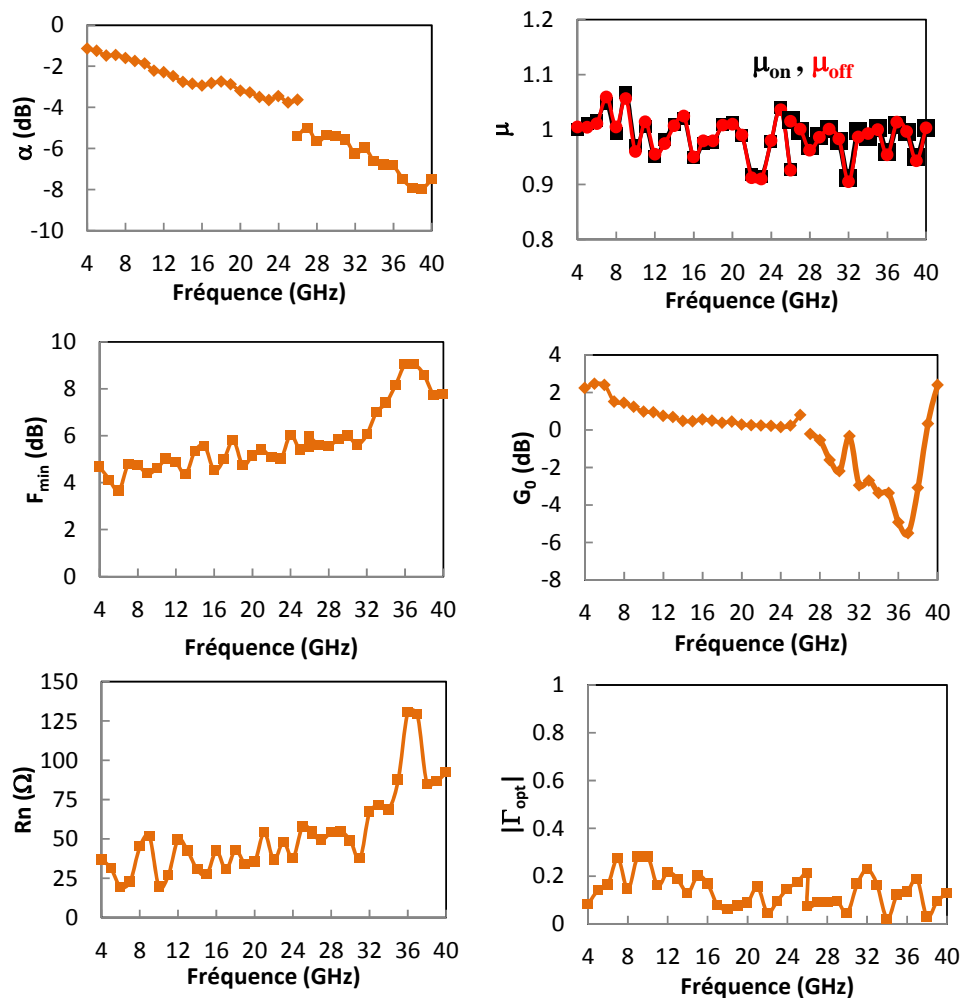 α (dB)
0
-2
-4
-6
-8
-10
4 8 12 16 20 24 28 32 36 40
Fréquence (GHz)
μ
1.2
1.1
1
0.9
0.8
μon , μoff
4 8 12 16 20 24 28 32 36 40
Fréquence (GHz)
Fmin (dB)
10
8
6
4
2
0
4 8 12 16 20 24 28 32 36 40
Fréquence (GHz)
G0 (dB)
4
2
0
-2
-4
-6
-8
4 8 12 16 20 24 28 32 36 40
Fréquence (GHz)
Rn (Ω)
150
125
100
75
50
25
0
4 8 12 16 20 24 28 32 36 40
Fréquence (GHz)
|Γopt|
1
0.8
0.6
0.4
0.2
0
4 8 12 16 20 24 28 32 36 40
Fréquence (GHz)